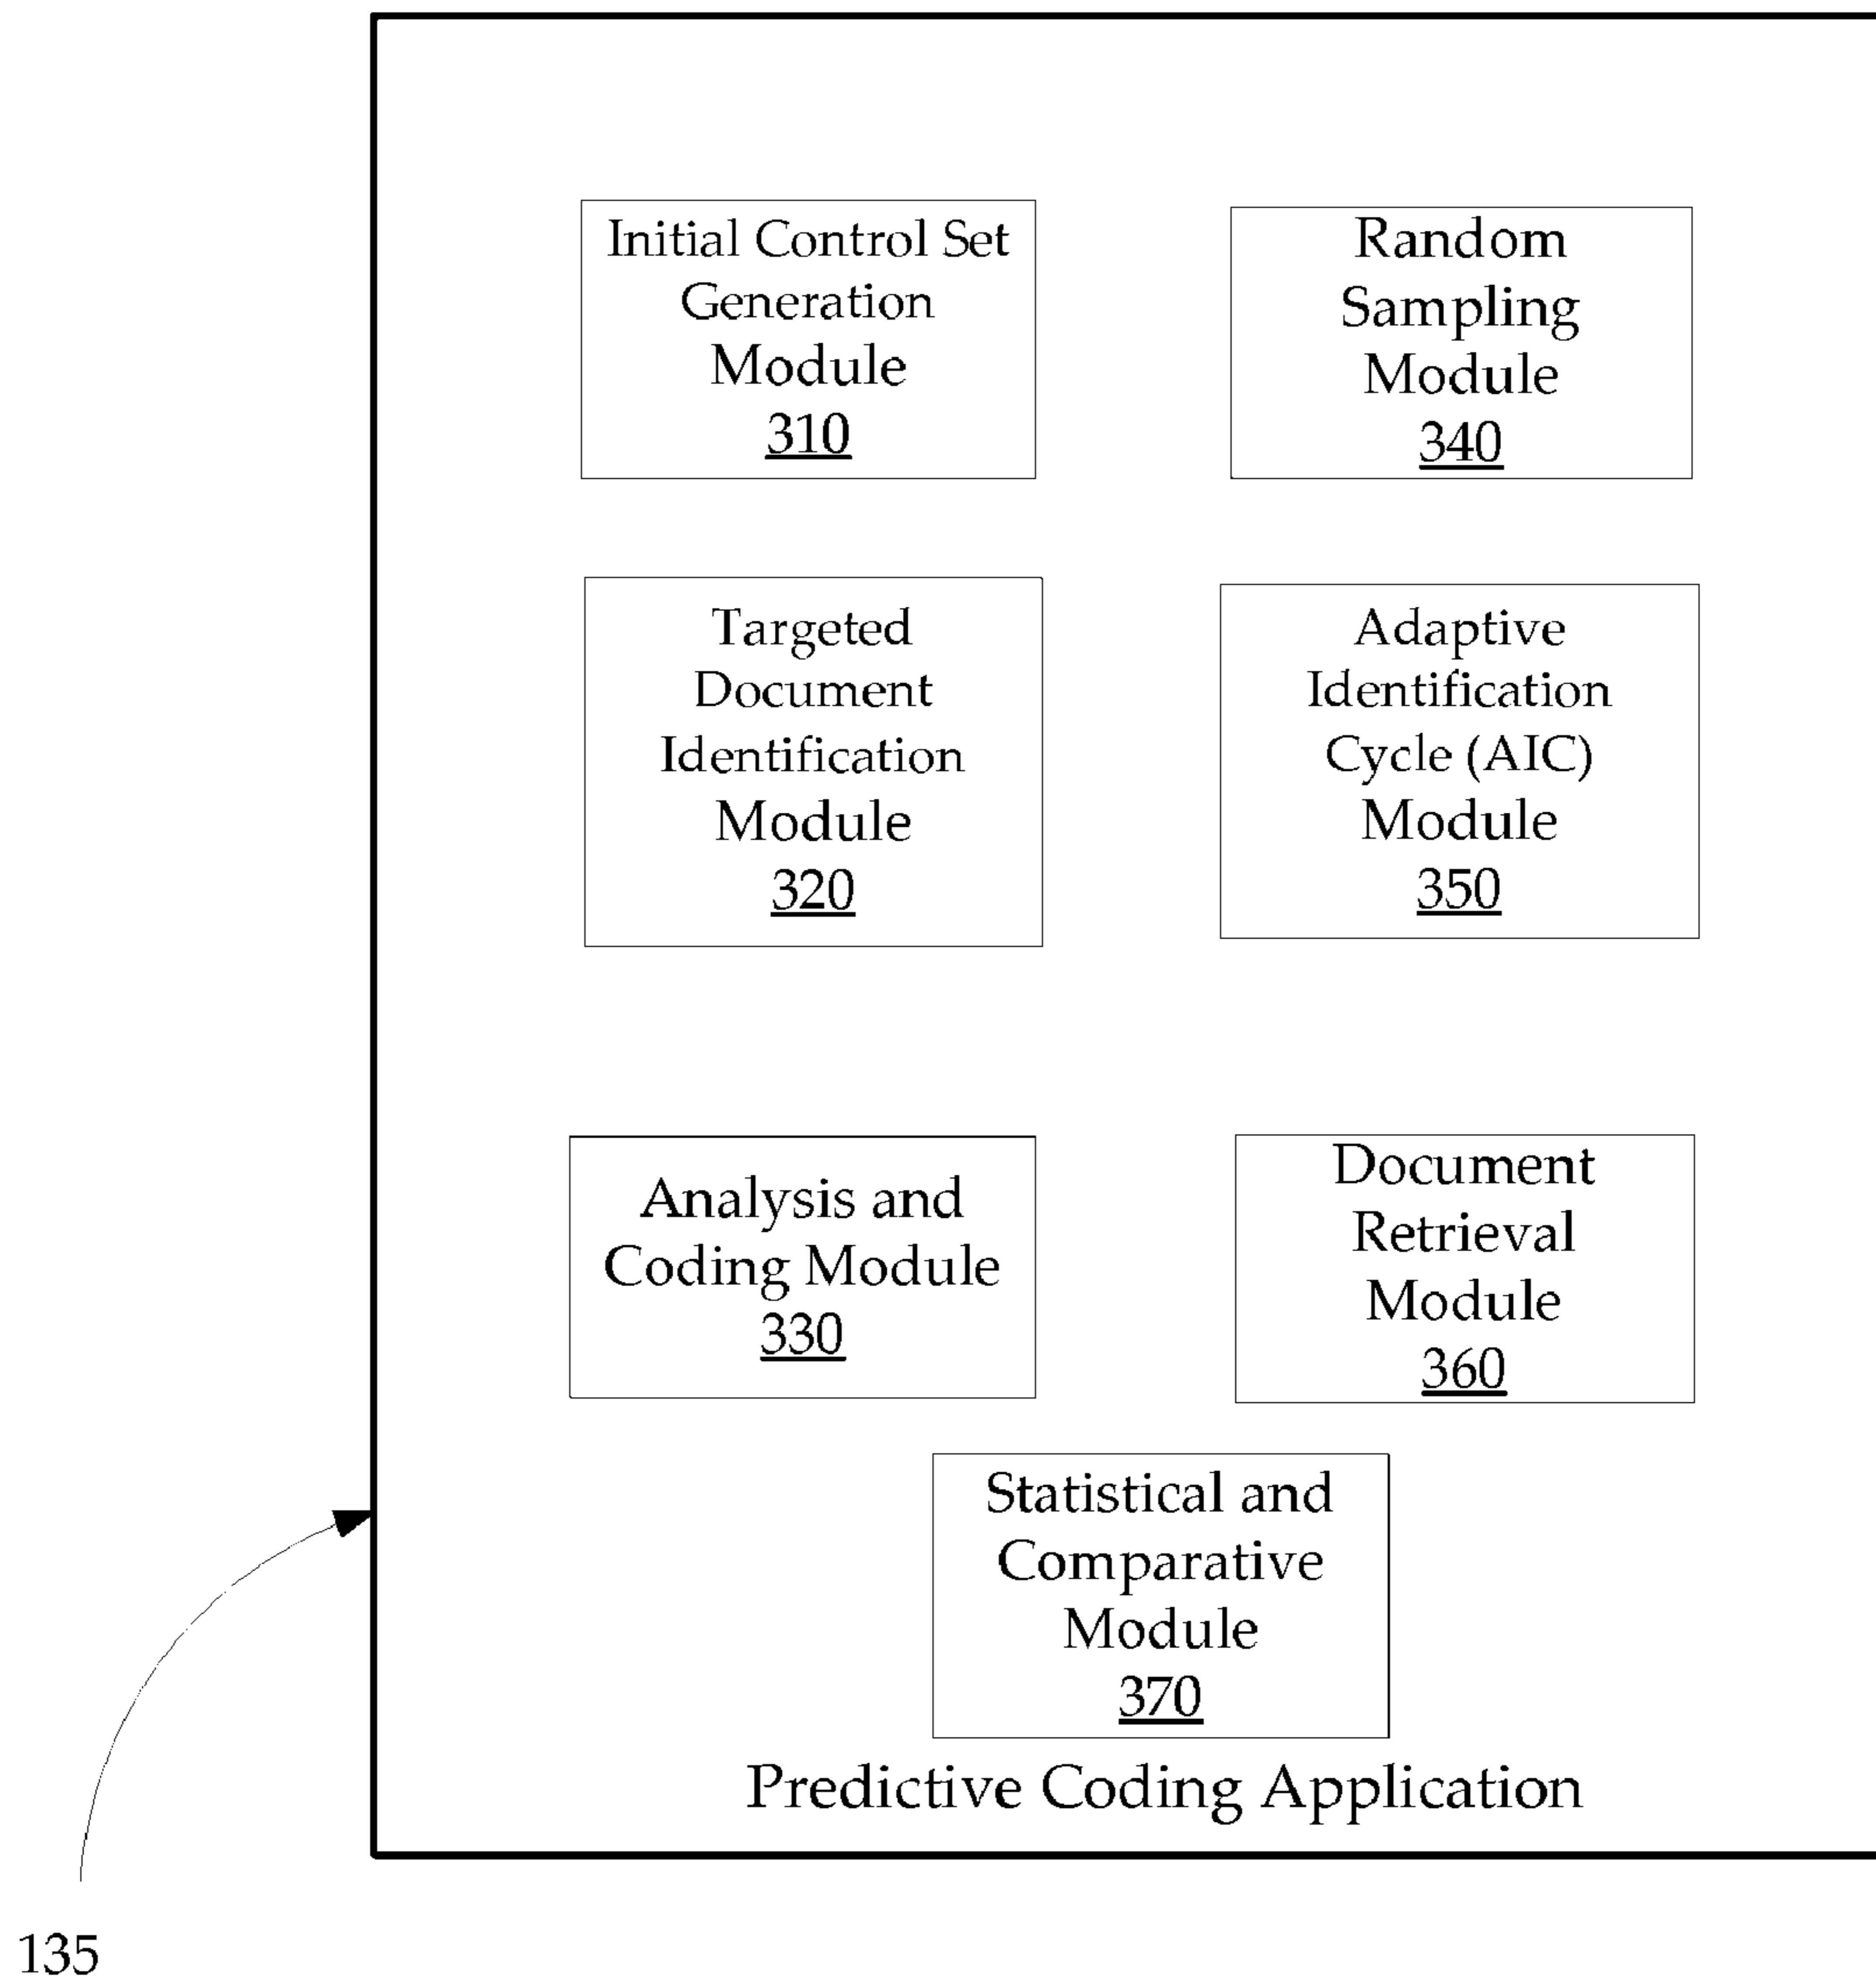 Initial Control Set
Generation
Module
310
Random
Sampling
Module
340
Targeted
Document
Identification
Module
320
Adaptive
Identification
Cycle (AIC)
Module
350
Analysis and
Coding Module
330
Document
Retrieval
Module
360
Statistical and
Comparative
Module
370
Predictive Coding Application
135